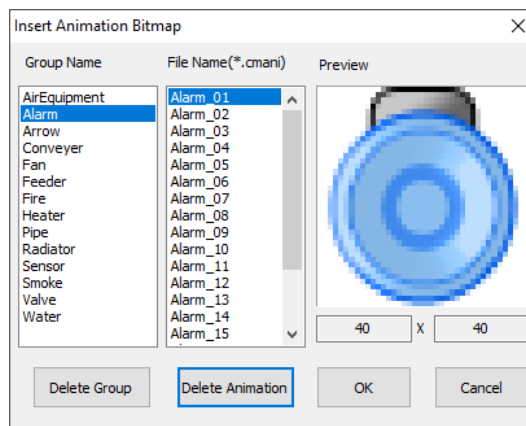 Insert Animation Bitmap
Group Name
File Name(*.cmani)
Preview
AirEquipment
Alarm
Arrow
Conveyer
Fan
Feeder
Fire
Heater
Pipe
Radiator
Sensor
Smoke
Valve
Water
Alarm_01
Alarm_02
Alarm_03
Alarm_04
Alarm_05
Alarm_06
Alarm_07
Alarm_08
Alarm_09
Alarm_10
Alarm_11
Alarm_12
Alarm_13
Alarm_14
Alarm_15
40 X 40
Delete Group
Delete Animation
OK
Cancel